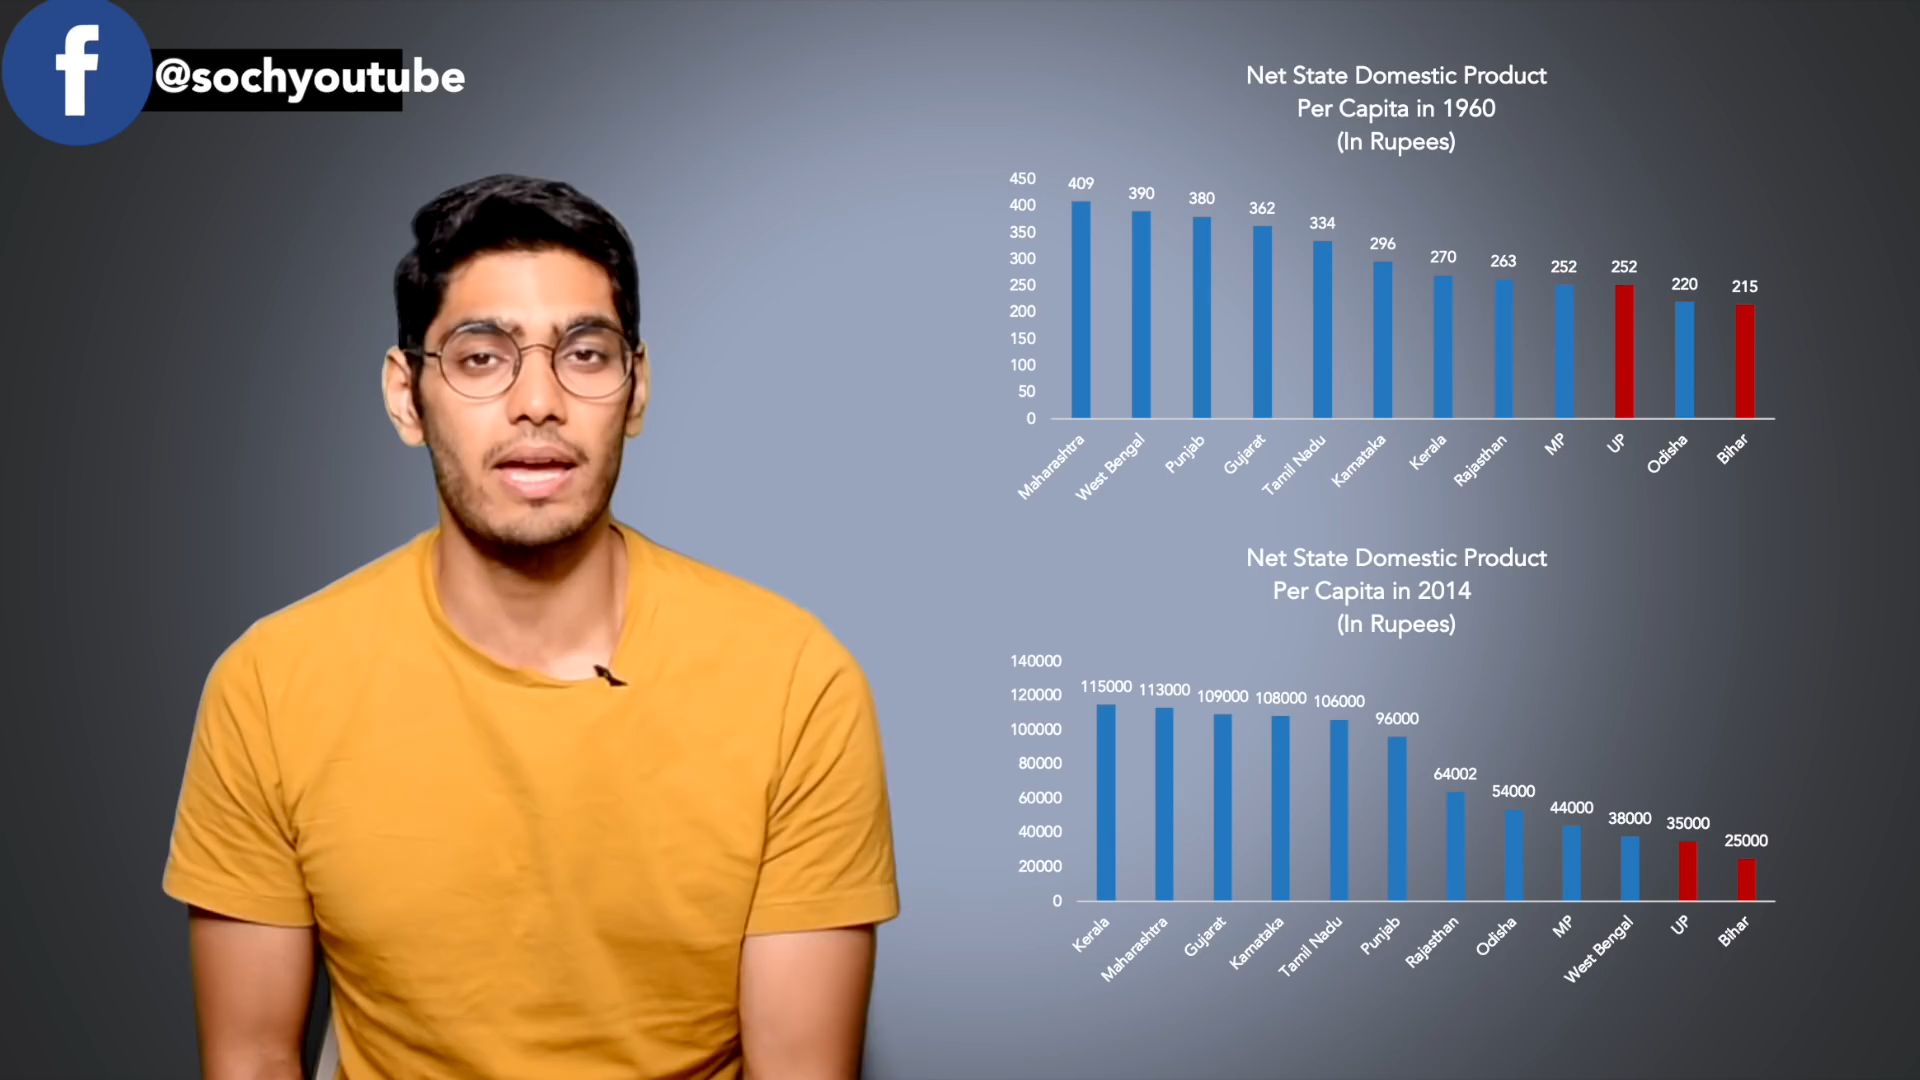 f
@sochyoutube
Net State Domestic Product
Per Capita in 1960
(In Rupees)
450
400
350
300
250
200
150
100
50
0
409
390
380
362
334
296
270
263
252
252
220
215
Maharashtra
West Bengal
Punjab
Gujarat
Tamil Nadu
Karnataka
Kerala
Rajasthan
MP
UP
Odisha
Bihar
Net State Domestic Product
Per Capita in 2014
(In Rupees)
140000
120000
100000
80000
60000
40000
20000
0
115000
113000
109000
108000
106000
96000
64002
54000
44000
38000
35000
25000
Kerala
Maharashtra
Gujarat
Karnataka
Tamil Nadu
Punjab
Rajasthan
Odisha
MP
West Bengal
UP
Bihar